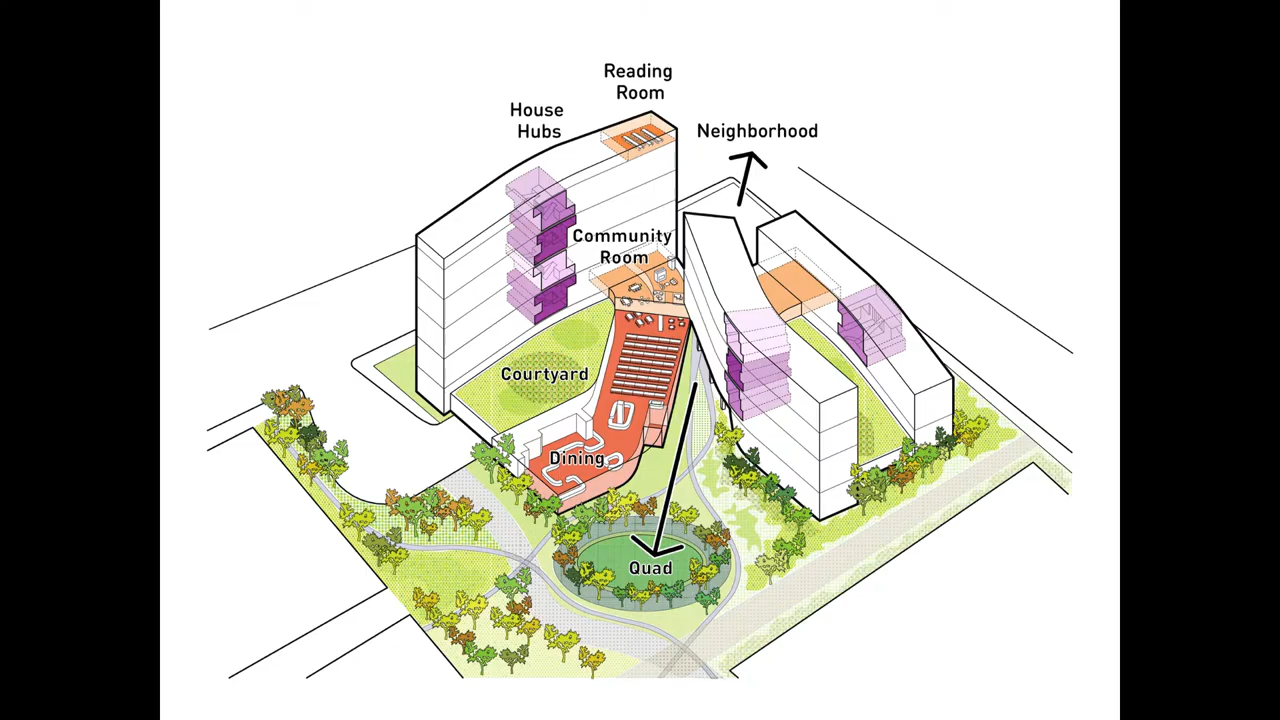 Reading
Room
House
Hubs
Neighborhood
Community
Room
Courtyard
Dining
Quad